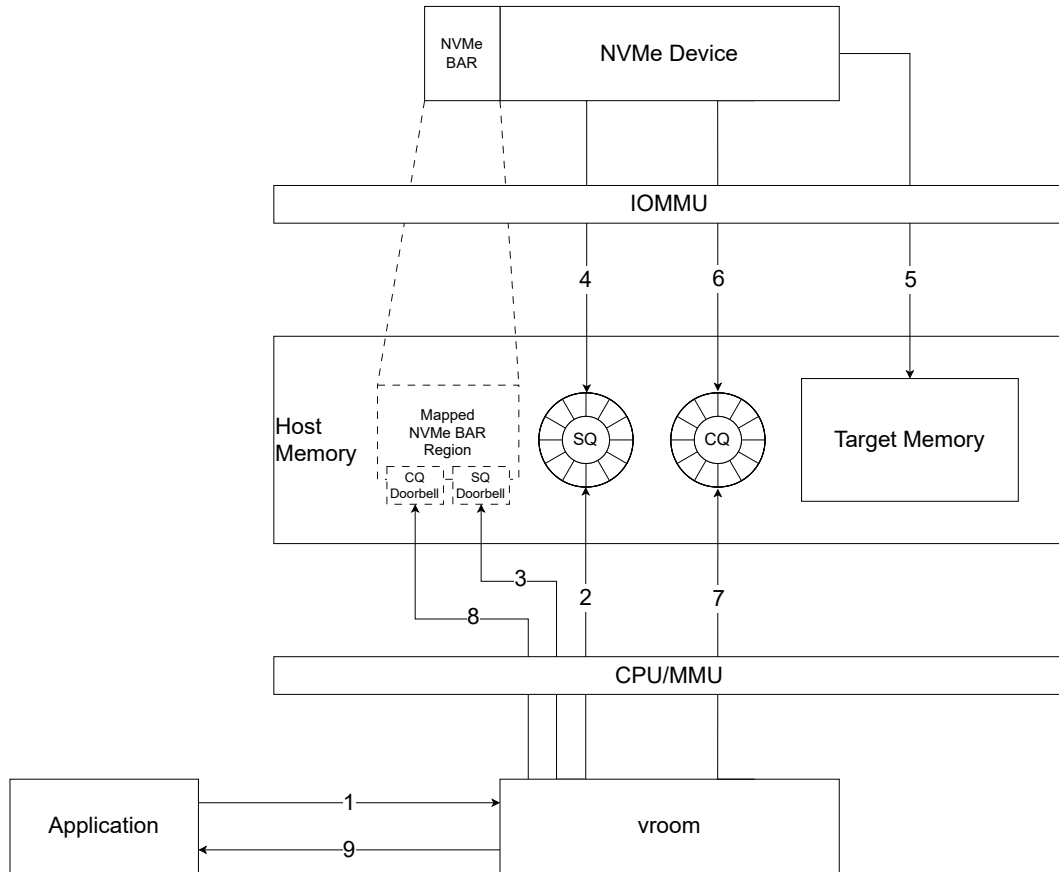 NVMe
BAR
NVMe Device
IOMMU
4
6
5
Host
Memory
Mapped
NVMe BAR
Region
CQ
Doorbell
SQ
Doorbell
SQ
CQ
Target Memory
3
8
2
7
CPU/MMU
Application
1
9
vroom